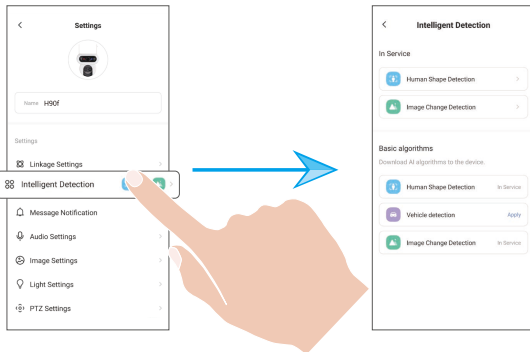 Settings
Name H90f
Settings
Linkage Settings
Intelligent Detection
Message Notification
Audio Settings
Image Settings
Light Settings
PTZ Settings
Intelligent Detection
In Service
Human Shape Detection
Image Change Detection
Basic algorithms
Download AI algorithms to the device.
Human Shape Detection In Service
Vehicle detection Apply
Image Change Detection In Service